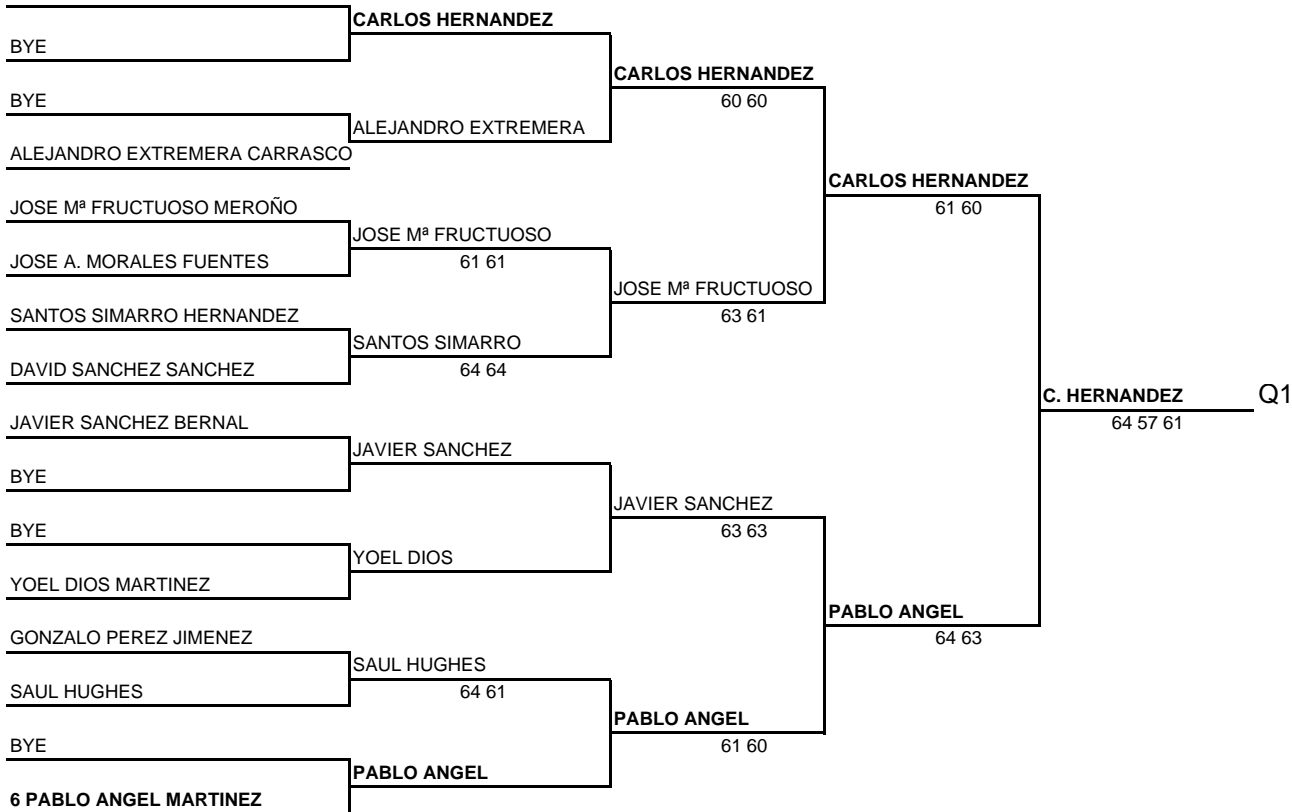 CARLOS HERNANDEZ
BYE
CARLOS HERNANDEZ
BYE
60 60
ALEJANDRO EXTREMERA
ALEJANDRO EXTREMERA CARRASCO
CARLOS HERNANDEZ
JOSE Mª FRUCTUOSO MEROÑO
61 60
JOSE Mª FRUCTUOSO
JOSE A. MORALES FUENTES
61 61
JOSE Mª FRUCTUOSO
SANTOS SIMARRO HERNANDEZ
63 61
SANTOS SIMARRO
DAVID SANCHEZ SANCHEZ
64 64
C. HERNANDEZ Q1
JAVIER SANCHEZ BERNAL
64 57 61
JAVIER SANCHEZ
BYE
JAVIER SANCHEZ
BYE
63 63
YOEL DIOS
YOEL DIOS MARTINEZ
PABLO ANGEL
GONZALO PEREZ JIMENEZ
64 63
SAUL HUGHES
SAUL HUGHES
64 61
PABLO ANGEL
BYE
61 60
PABLO ANGEL
6 PABLO ANGEL MARTINEZ